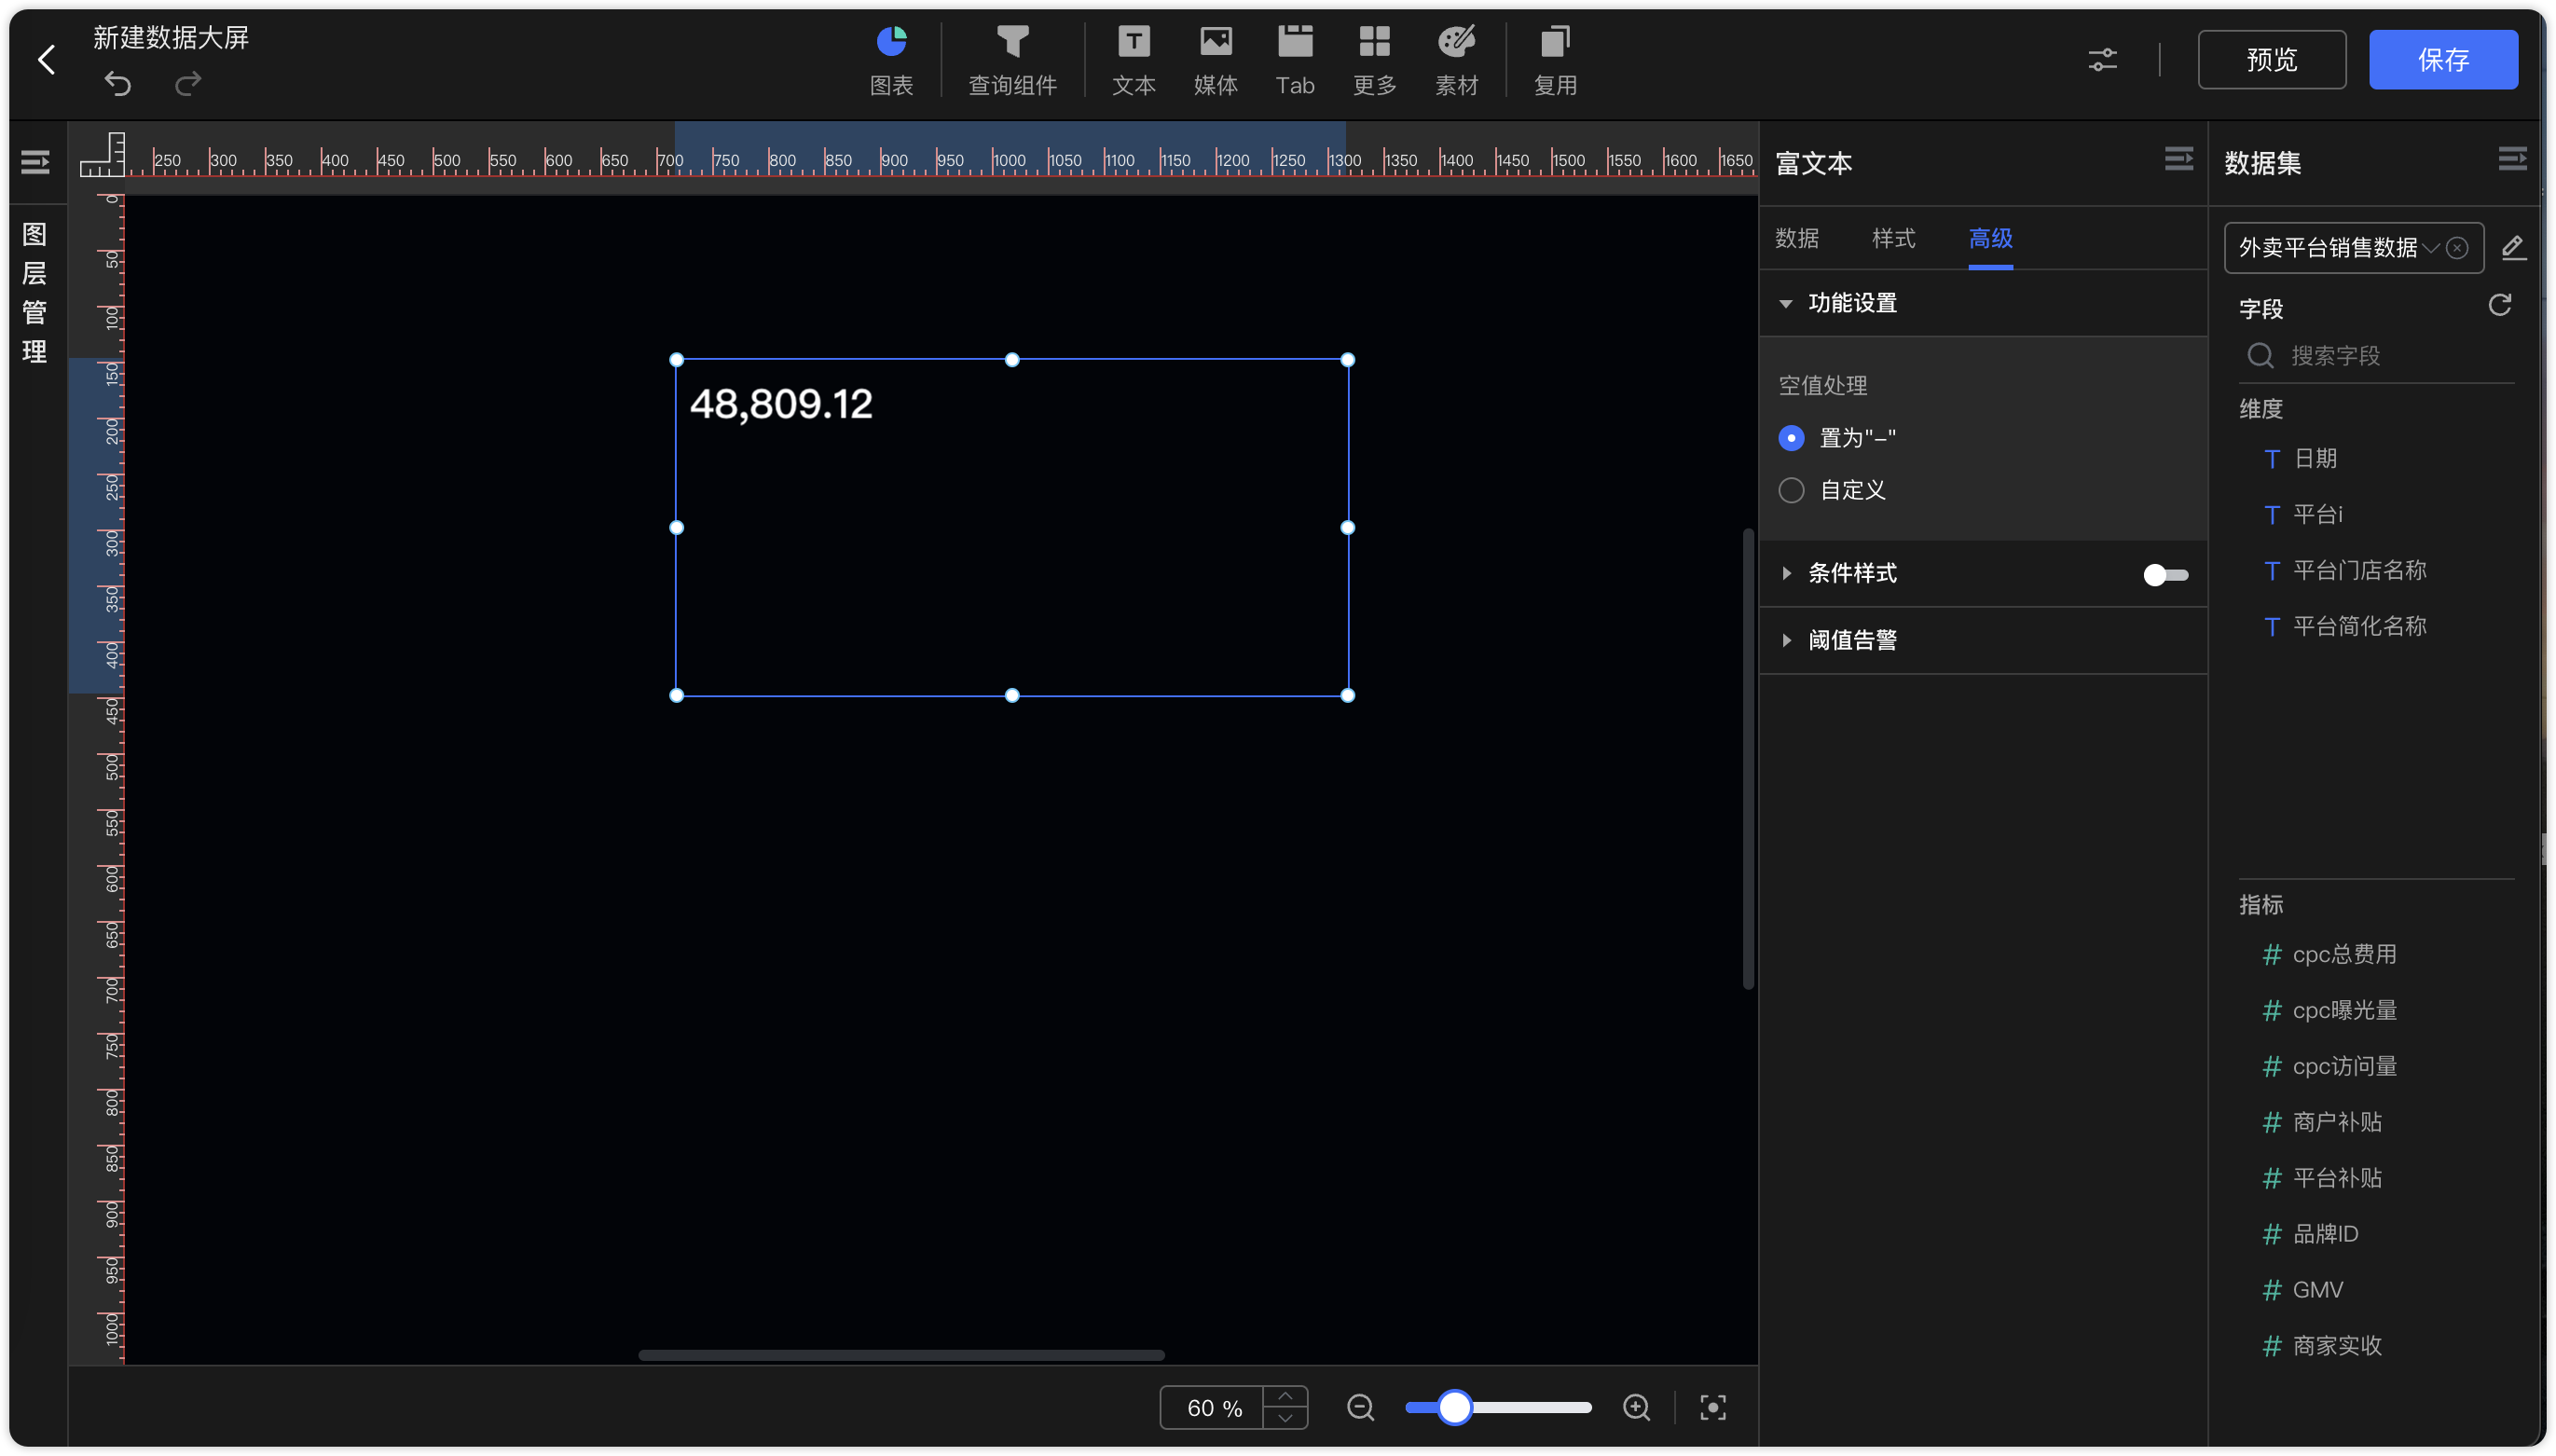 新建数据大屏
图表
查询组件
文本
媒体
Tab
更多
素材
复用
预览
保存
图层管理
250 300 350 400 450 500 550 600 650 700 750 800 850 900 950 1000 1050 1100 1150 1200 1250 1300 1350 1400 1450 1500 1550 1600 1650
0
50
100
150
200
250
300
350
400
450
500
550
600
650
700
750
800
850
900
950
1000
48,809.12
60 %
富文本
数据 样式 高级
功能设置
空值处理
置为"-"
自定义
条件样式
阈值告警
数据集
外卖平台销售数据
字段
搜索字段
维度
T 日期
T 平台i
T 平台门店名称
T 平台简化名称
指标
# cpc总费用
# cpc曝光量
# cpc访问量
# 商户补贴
# 平台补贴
# 品牌ID
# GMV
# 商家实收